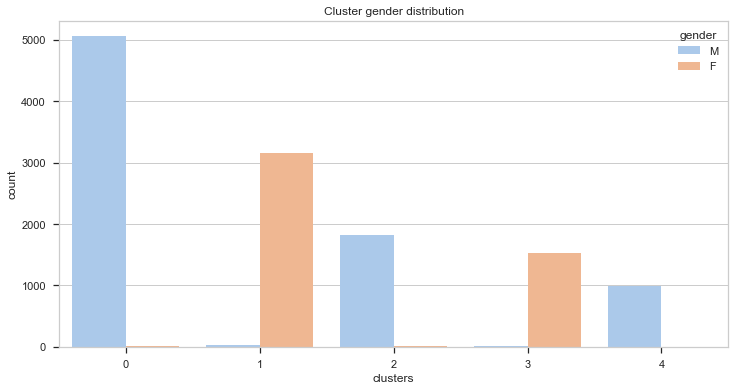 Cluster gender distribution
gender
M
F
5000
4000
3000
2000
1000
0
count
0 1 2 3 4
clusters